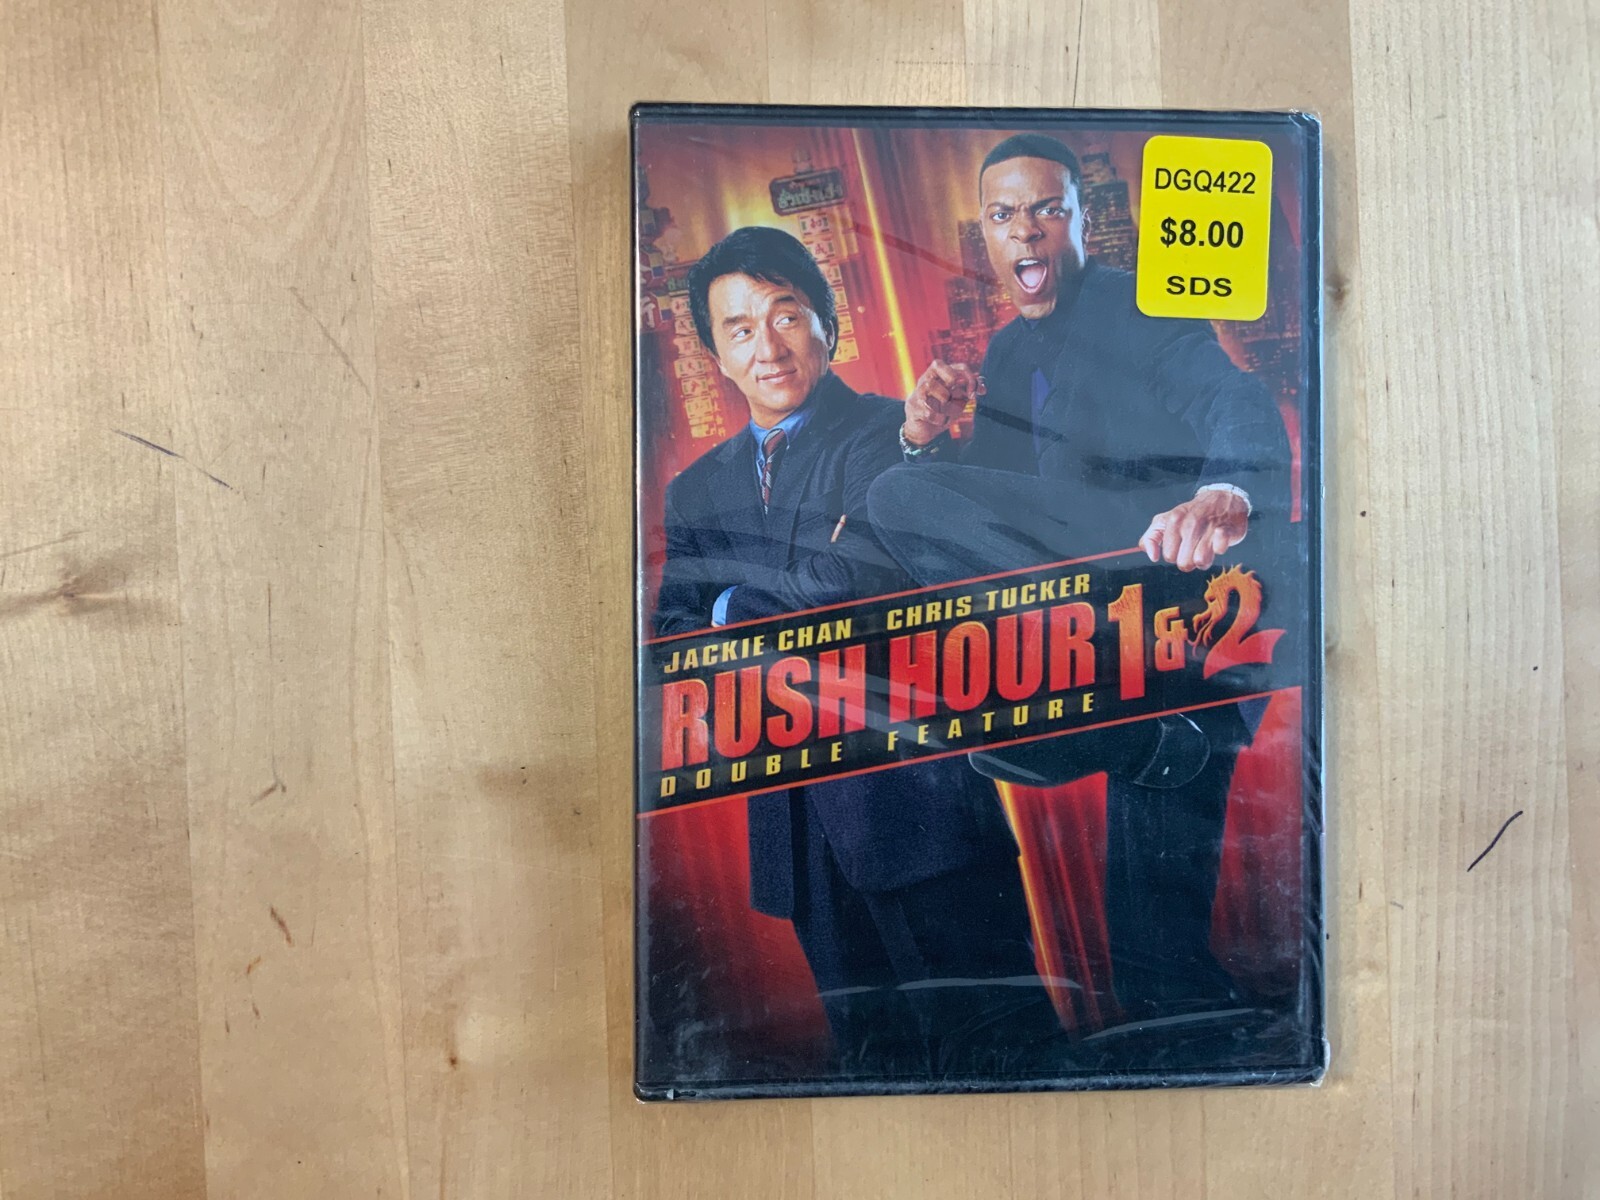 DGQ422
$8.00
SDS
JACKIE CHAN CHRIS TUCKER
RUSH HOUR 1 & 2
DOUBLE FEATURE